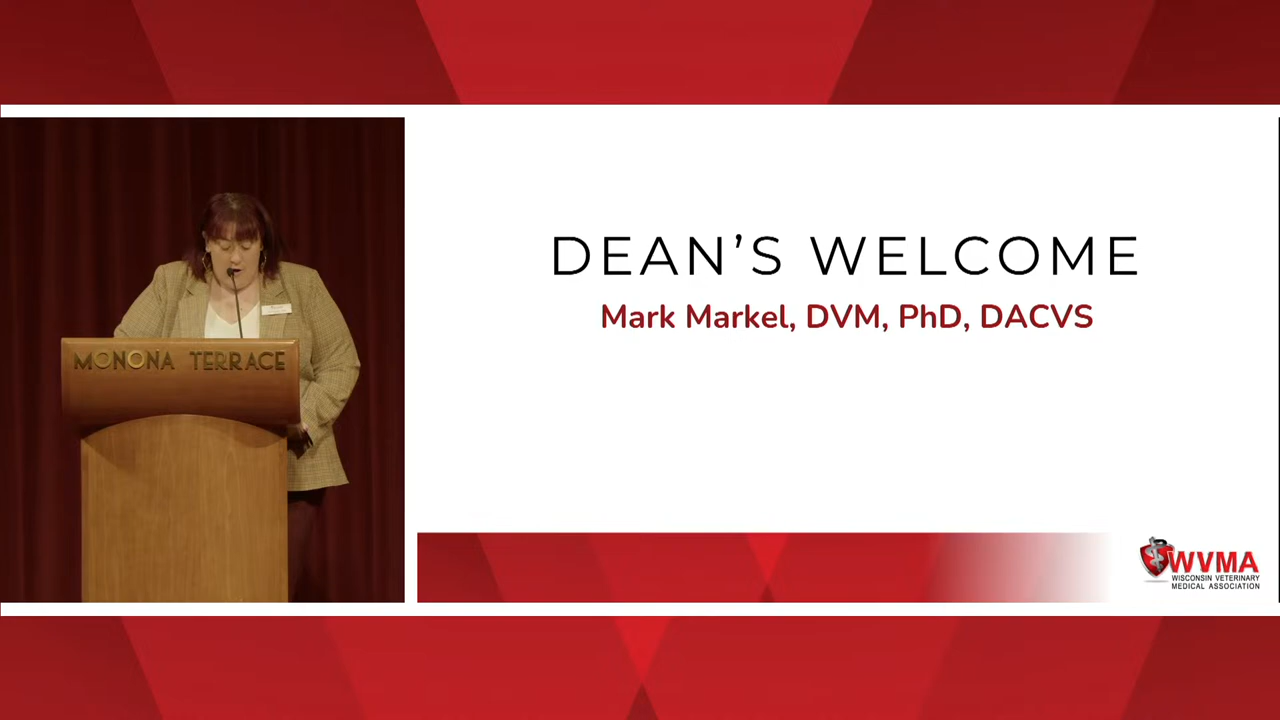 MONONA TERRACE
DEAN'S WELCOME
Mark Markel, DVM, PhD, DACVS
WVMA
WISCONSIN VETERINARY
MEDICAL ASSOCIATION